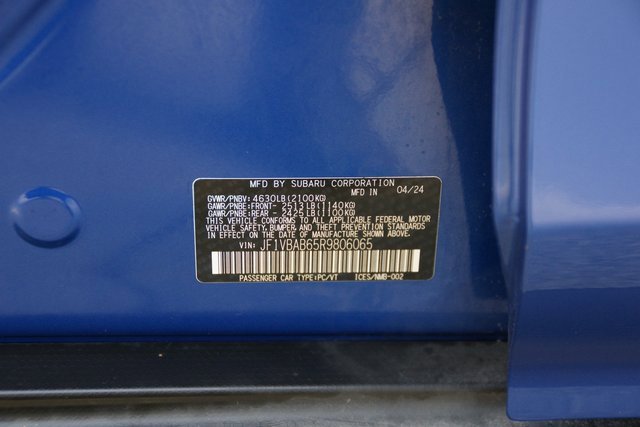 MFD BY SUBARU CORPORATION
MFD IN 04/24
GVWR/PNBV: 4630LB(2100KG)
GAWR/PNBE:FRONT- 2513LB(1140KG)
GAWR/PNBE:REAR - 2425LB(1100KG)
THIS VEHICLE CONFORMS TO ALL APPLICABLE FEDERAL MOTOR
VEHICLE SAFETY, BUMPER, AND THEFT PREVENTION STANDARDS
IN EFFECT ON THE DATE OF MANUFACTURE SHOWN ABOVE.
VIN: JF1VBAB65R9806065
PASSENGER CAR TYPE:PC/VT ICES/NMB-002